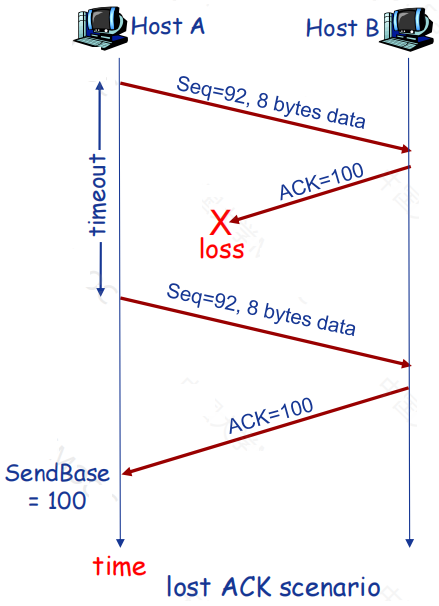 Host A
Host B
Seq=92, 8 bytes data
ACK=100
timeout
X
loss
Seq=92, 8 bytes data
ACK=100
SendBase
= 100
time
lost ACK scenario